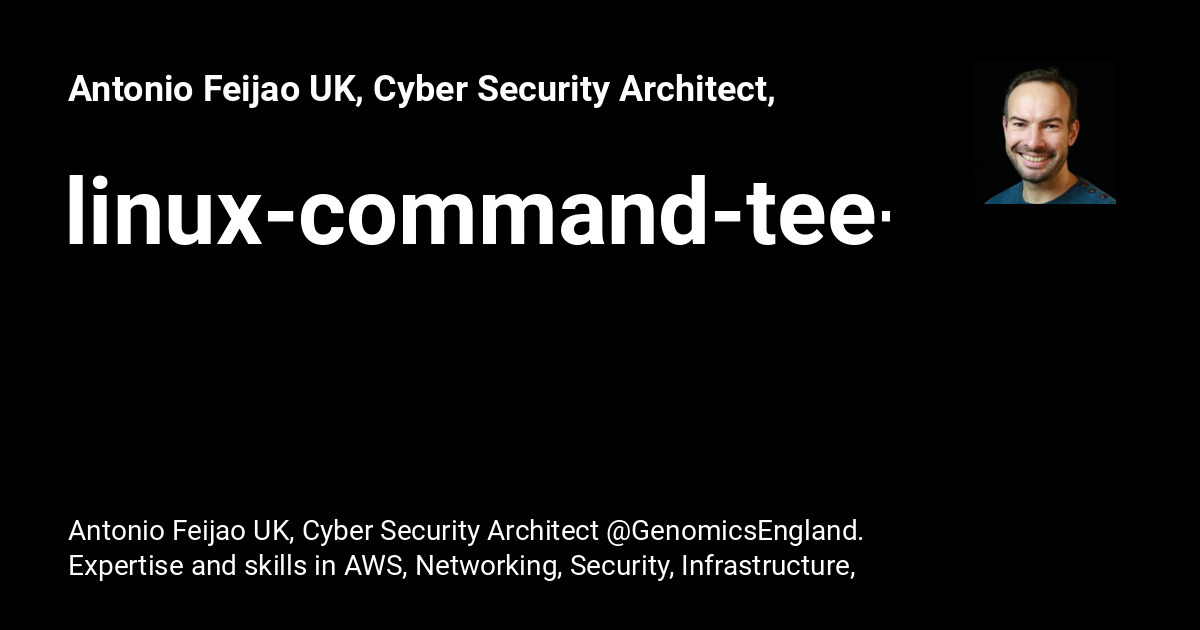 Antonio Feijao UK, Cyber Security Architect,
linux-command-tee-
Antonio Feijao UK, Cyber Security Architect @GenomicsEngland.
Expertise and skills in AWS, Networking, Security, Infrastructure,